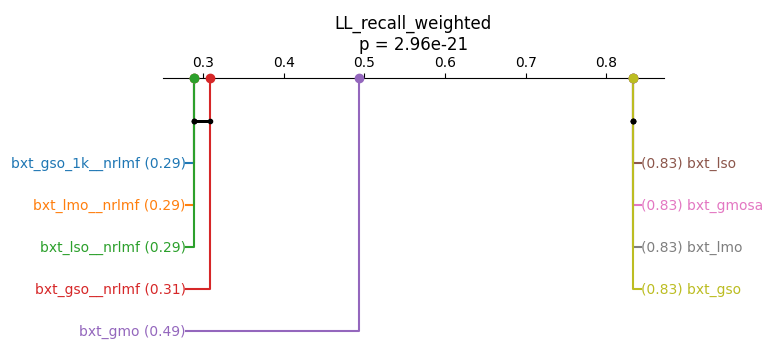 LL_recall_weighted
p = 2.96e-21
0.3 0.4 0.5 0.6 0.7 0.8
bxt_gso_1k__nrlmf (0.29) (0.83) bxt_lso
bxt_lmo__nrlmf (0.29) (0.83) bxt_gmosa
bxt_lso__nrlmf (0.29) (0.83) bxt_lmo
bxt_gso__nrlmf (0.31) (0.83) bxt_gso
bxt_gmo (0.49)